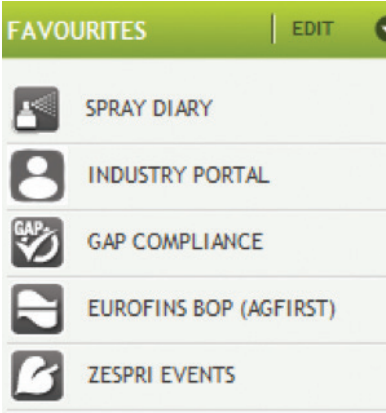 FAVOURITES EDIT
SPRAY DIARY
INDUSTRY PORTAL
GAP
GAP COMPLIANCE
EUROFINS BOP (AGFIRST)
ZESPRI EVENTS